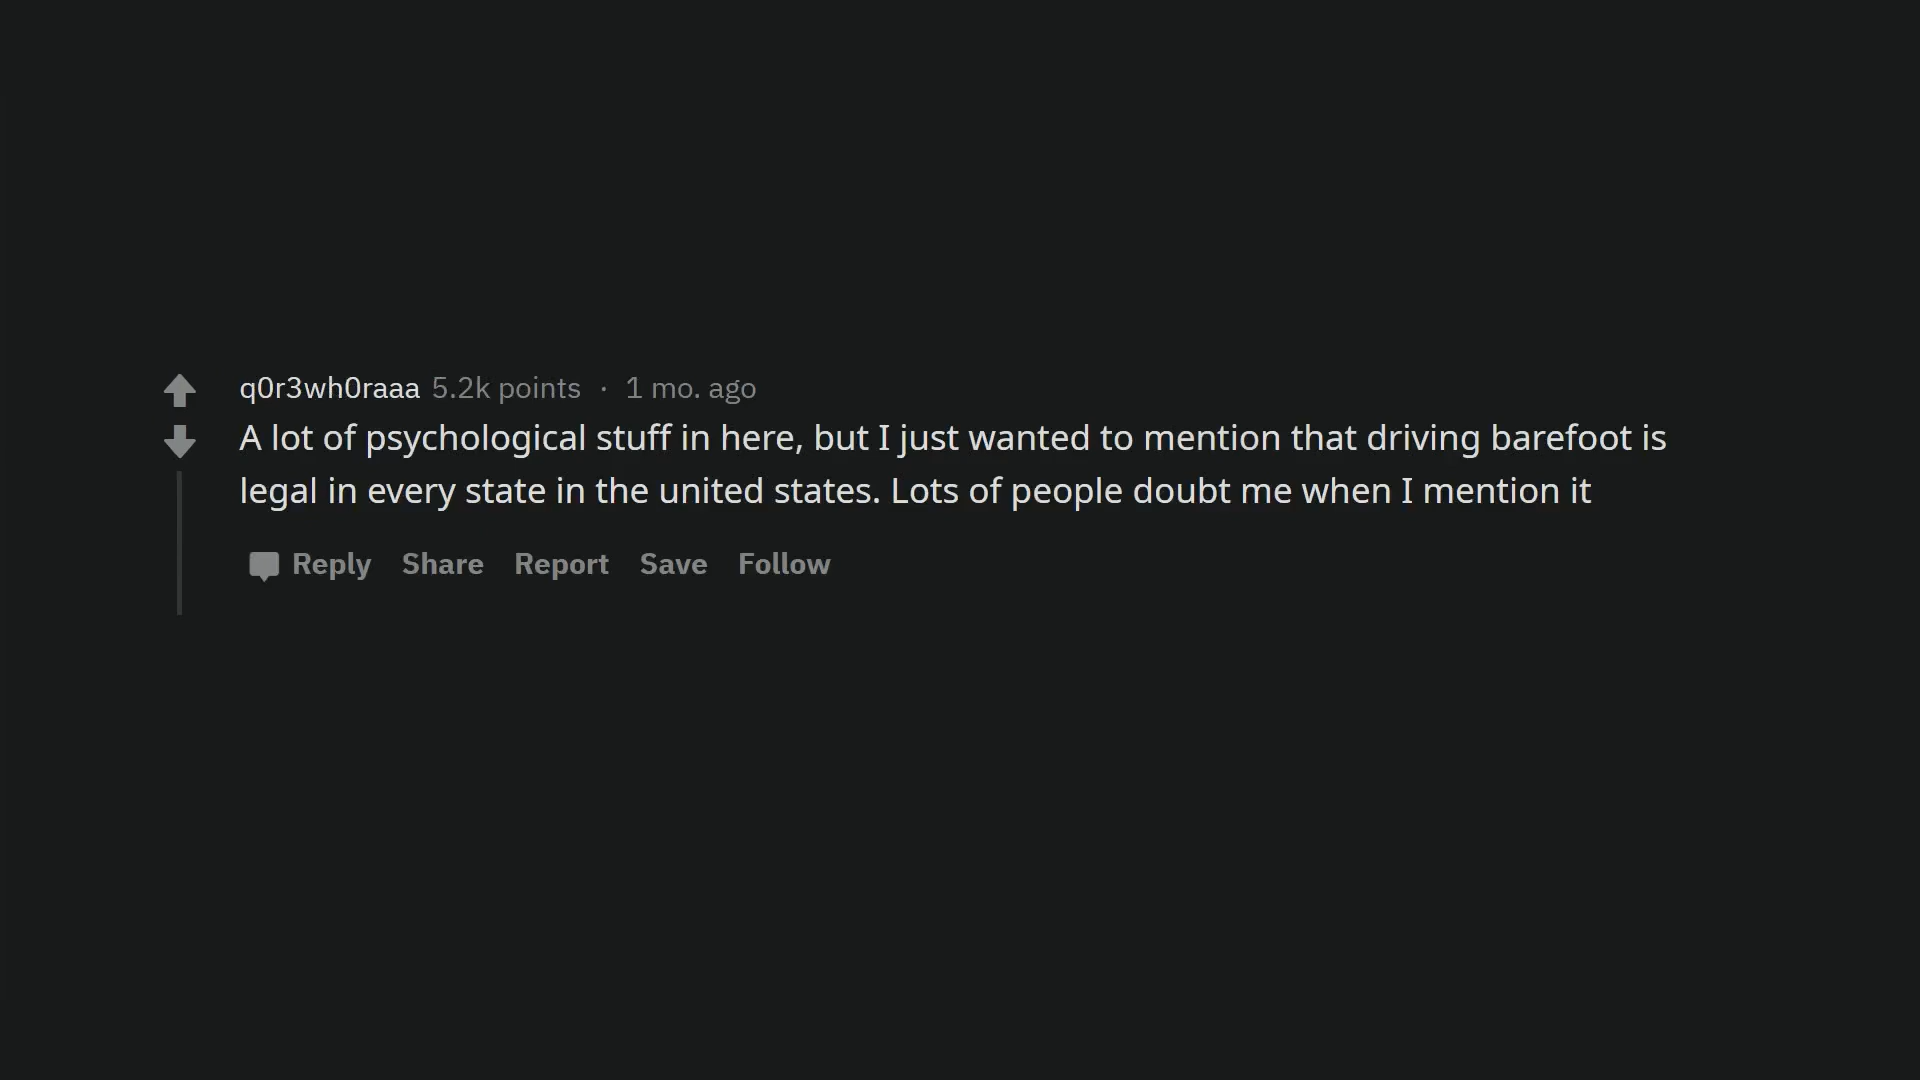 q0r3wh0raaa 5.2k points · 1 mo. ago
A lot of psychological stuff in here, but I just wanted to mention that driving barefoot is
legal in every state in the united states. Lots of people doubt me when I mention it
Reply Share Report Save Follow